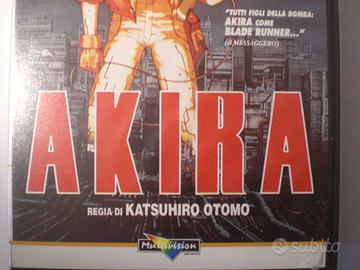 "TUTTI FIGLI DELLA BOMBA:
AKIRA COME
BLADE RUNNER..."
(il MESSAGGERO)
AKIRA
REGIA DI KATSUHIRO OTOMO
Multivision
subito